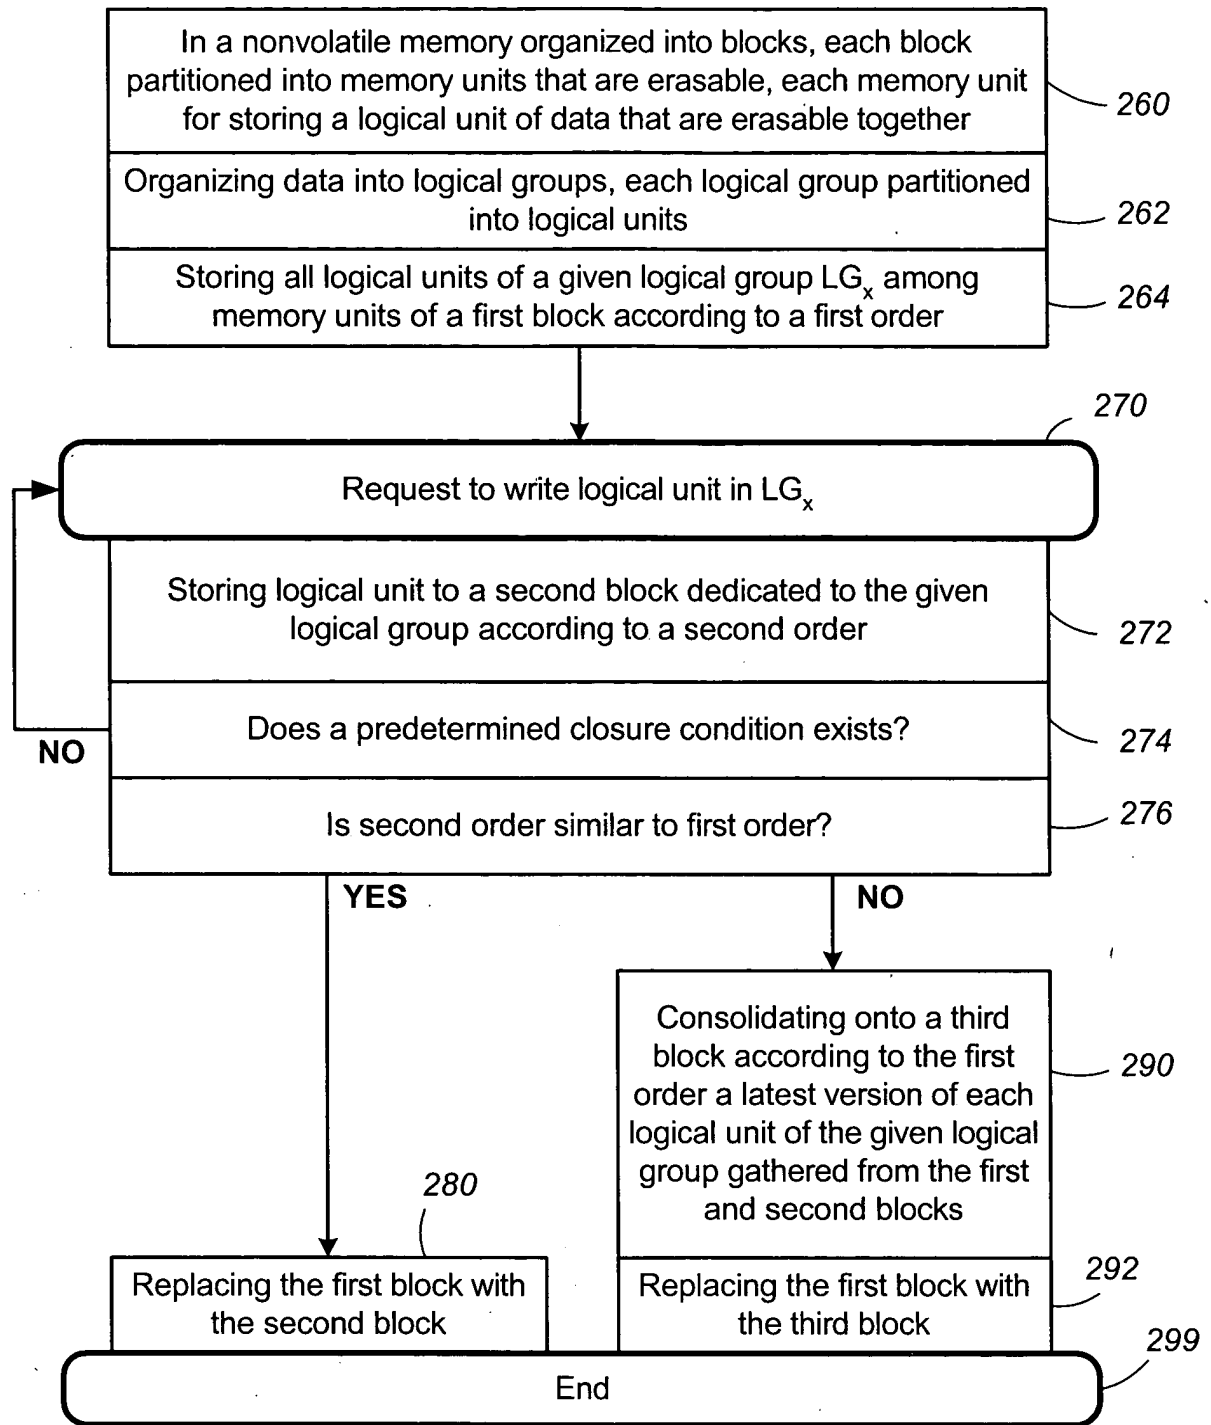 In a nonvolatile memory organized into blocks, each block
partitioned into memory units that are erasable, each memory unit
for storing a logical unit of data that are erasable together
260
Organizing data into logical groups, each logical group partitioned
into logical units
262
Storing all logical units of a given logical group LGx among
memory units of a first block according to a first order
264
270
Request to write logical unit in LGx
Storing logical unit to a second block dedicated to the given
logical group according to a second order
272
Does a predetermined closure condition exists?
274
NO
Is second order similar to first order?
276
YES
NO
Consolidating onto a third
block according to the first
order a latest version of each
logical unit of the given logical
group gathered from the first
and second blocks
290
280
Replacing the first block with
the second block
Replacing the first block with
the third block
292
299
End